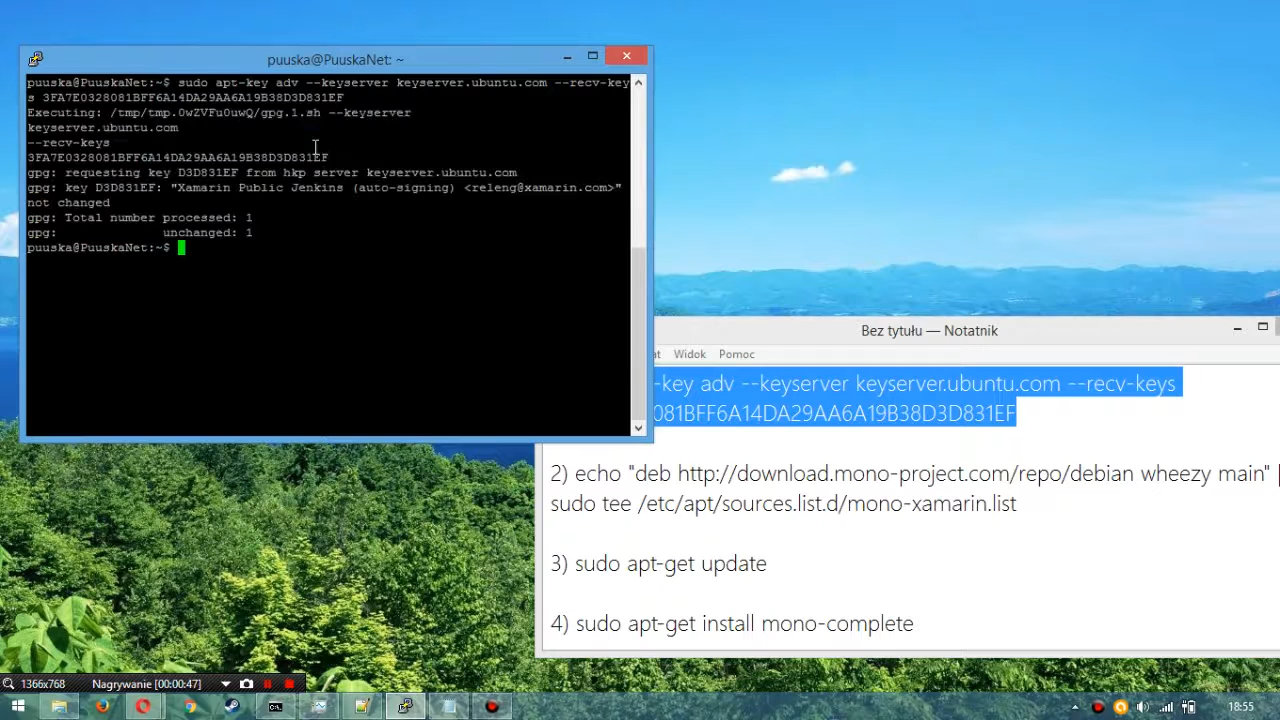 puuska@PuuskaNet: ~
puuska@PuuskaNet:~$ sudo apt-key adv --keyserver keyserver.ubuntu.com --recv-key
s 3FA7E0328081BFF6A14DA29AA6A19B38D3D831EF
Executing: /tmp/tmp.0wZVFu0uwQ/gpg.1.sh --keyserver
keyserver.ubuntu.com
--recv-keys
3FA7E0328081BFF6A14DA29AA6A19B38D3D831EF
gpg: requesting key D3D831EF from hkp server keyserver.ubuntu.com
gpg: key D3D831EF: "Xamarin Public Jenkins (auto-signing) <releng@xamarin.com>"
not changed
gpg: Total number processed: 1
gpg: unchanged: 1
puuska@PuuskaNet:~$
Bez tytułu — Notatnik
at Widok Pomoc
-key adv --keyserver keyserver.ubuntu.com --recv-keys
081BFF6A14DA29AA6A19B38D3D831EF
2) echo "deb http://download.mono-project.com/repo/debian wheezy main" |
sudo tee /etc/apt/sources.list.d/mono-xamarin.list
3) sudo apt-get update
4) sudo apt-get install mono-complete
1366x768 Nagrywanie [00:00:47]
18:55